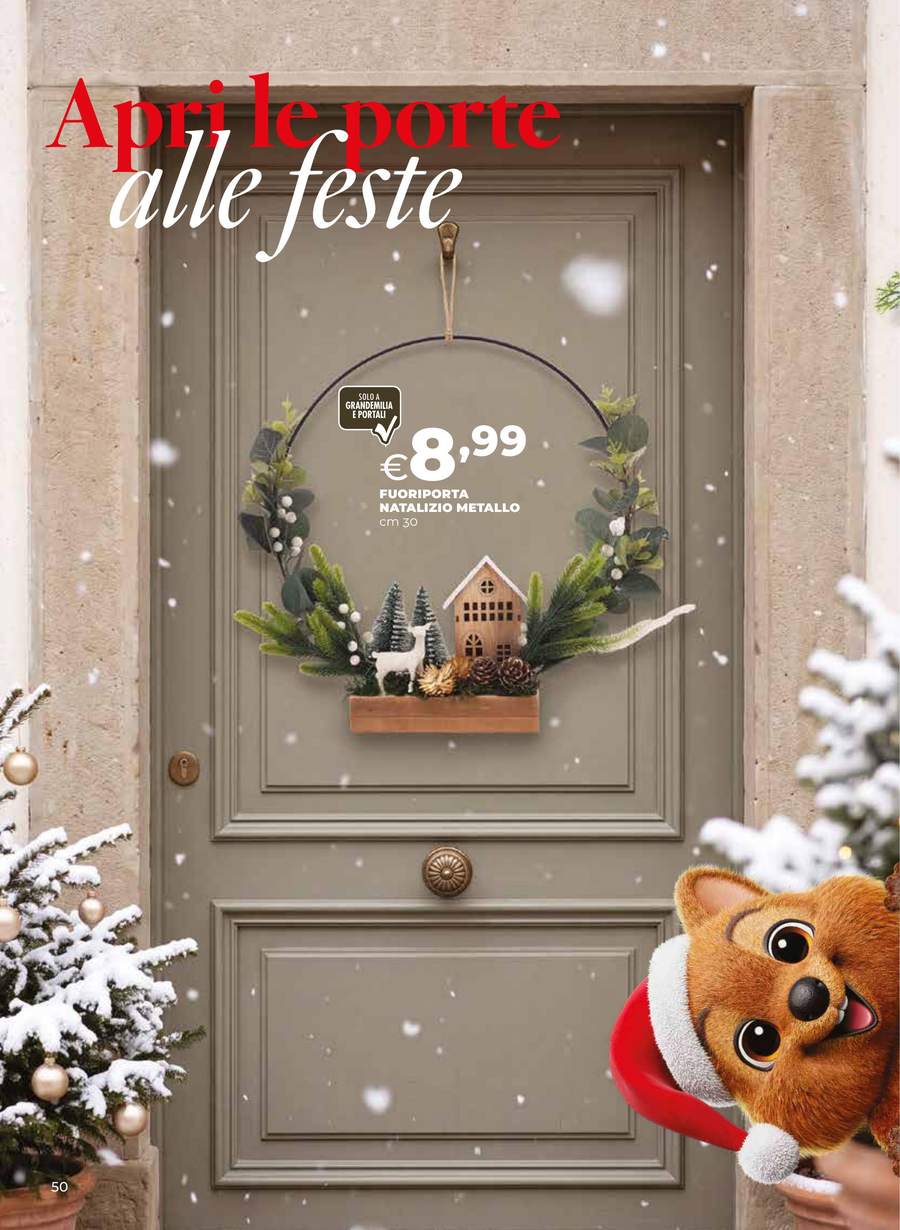 Apri le porte
alle feste
SOLO A
GRANDEMILIA
E PORTALI
€8,99
FUORIPORTA
NATALIZIO METALLO
cm 30
50